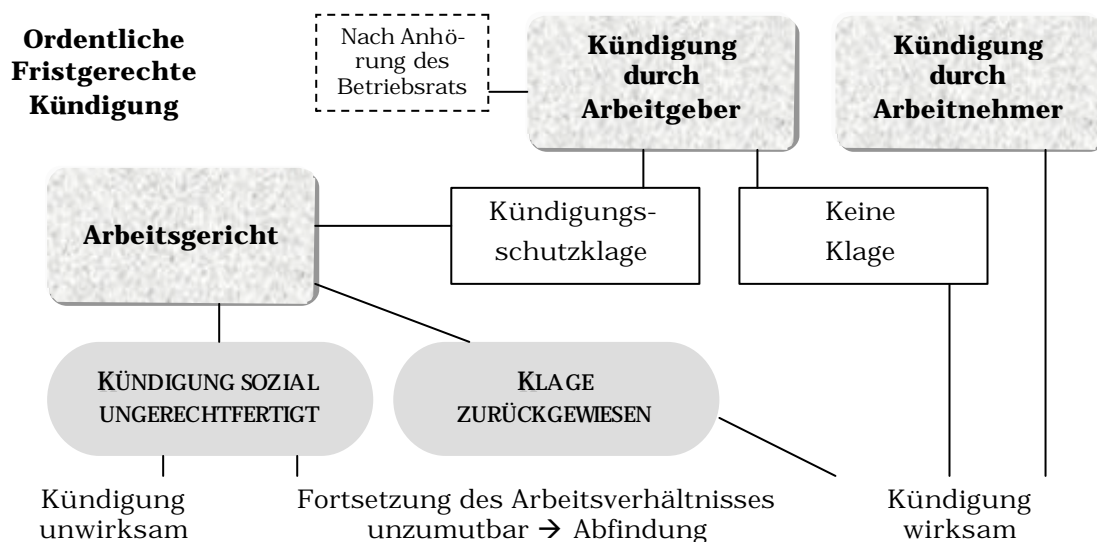 Ordentliche
Fristgerechte
Kündigung
Nach Anhö-
rung des
Betriebsrats
Kündigung
durch
Arbeitgeber
Kündigung
durch
Arbeitnehmer
Arbeitsgericht
Kündigungs-
schutzklage
Keine
Klage
KÜNDIGUNG SOZIAL
UNGERECHTFERTIGT
KLAGE
ZURÜCKGEWIESEN
Kündigung
unwirksam
Fortsetzung des Arbeitsverhältnisses
unzumutbar → Abfindung
Kündigung
wirksam